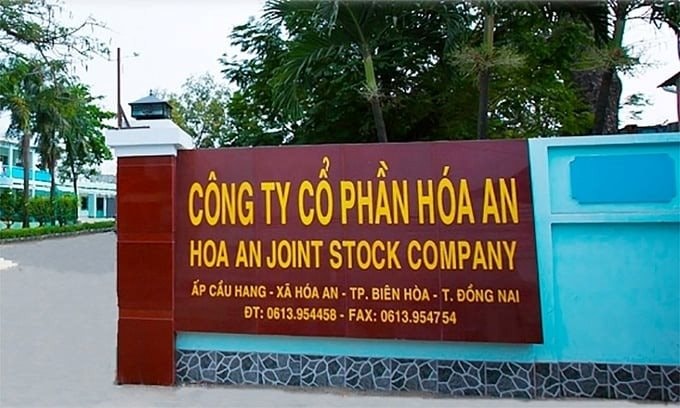 CÔNG TY CỔ PHẦN HÓA AN
HOA AN JOINT STOCK COMPANY
ẤP CẦU HANG - XÃ HÓA AN - TP. BIÊN HÒA - T. ĐỒNG NAI
ĐT: 0613.954458 - FAX: 0613.954754